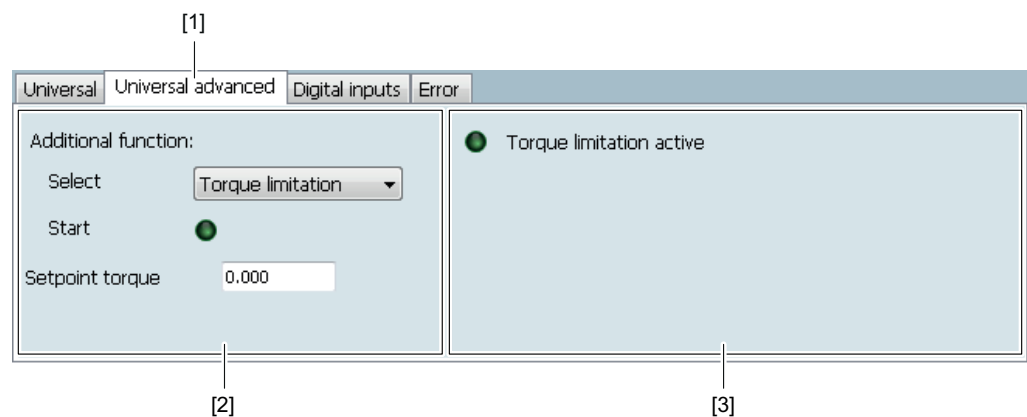 [1]
Universal Universal advanced Digital inputs Error
Additional function:
Select Torque limitation
Start
Setpoint torque 0.000
Torque limitation active
[2] [3]